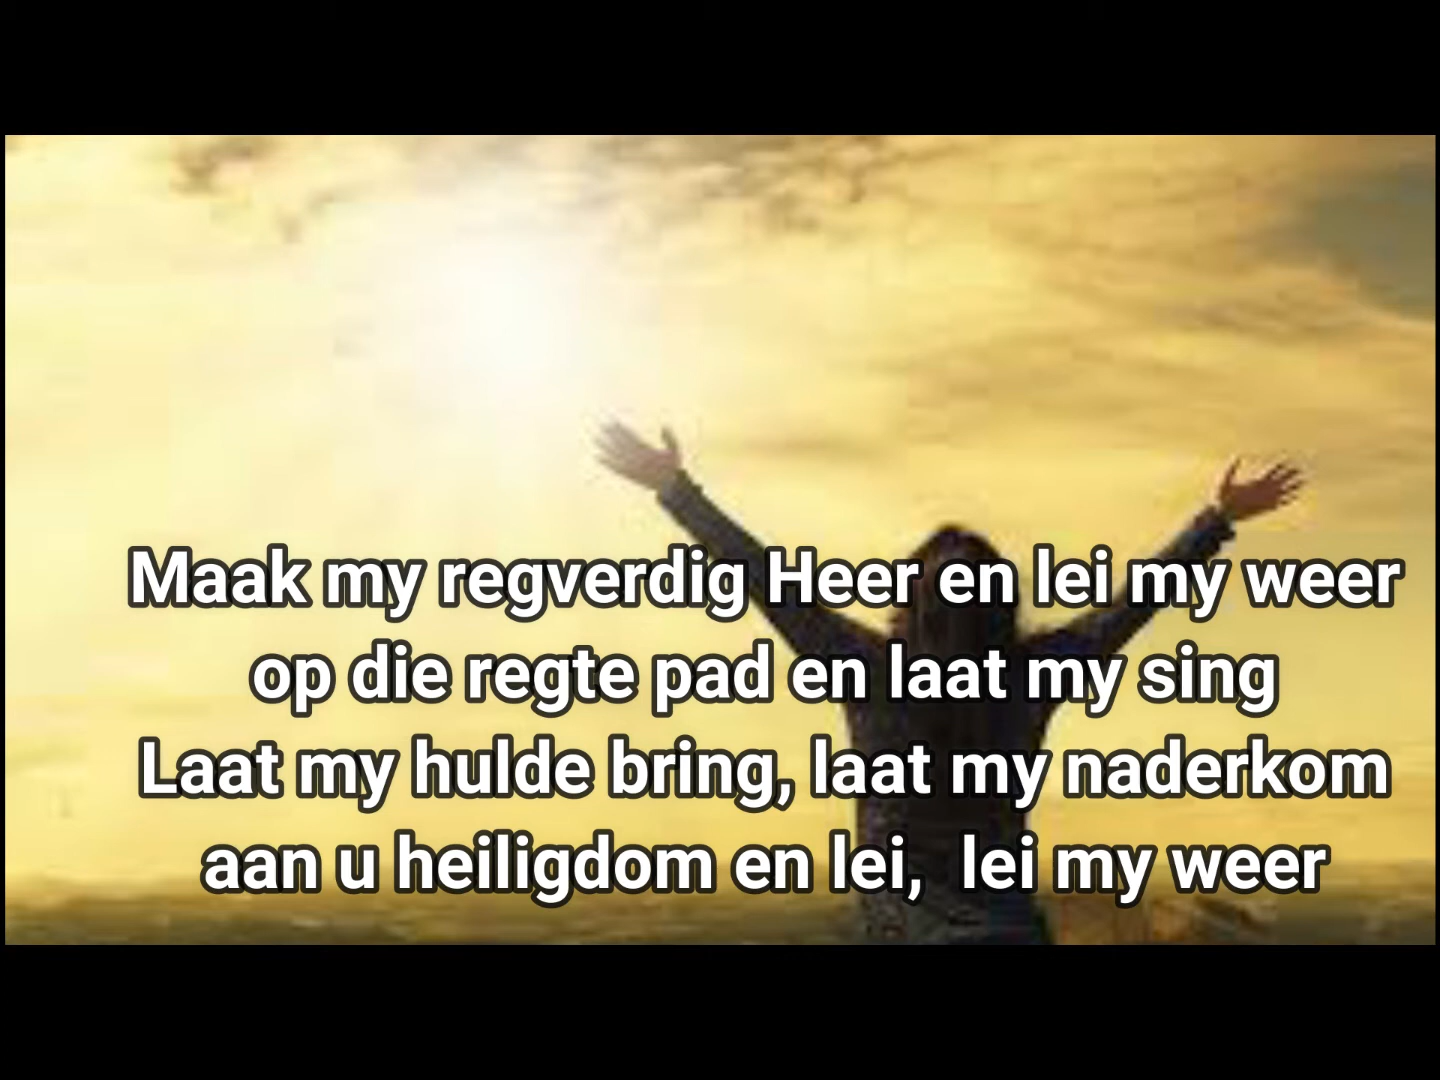 Maak my regverdig Heer en lei my weer
op die regte pad en laat my sing
Laat my hulde bring, laat my naderkom
aan u heiligdom en lei,  lei my weer